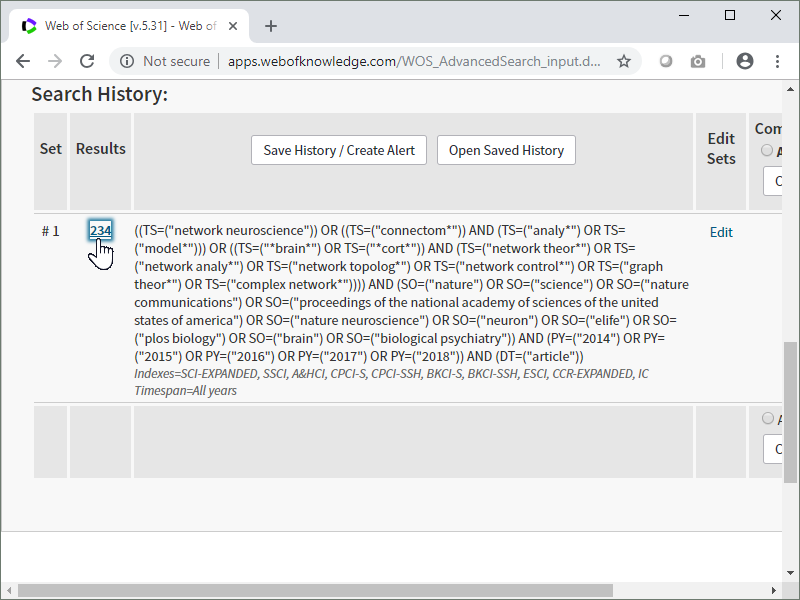 Web of Science [v.5.31] - Web of
Not secure
apps.webofknowledge.com/WOS_AdvancedSearch_input.d...
Search History:
Set
Results
Save History / Create Alert
Open Saved History
Edit
Sets
Com
A
C
# 1
234
((TS=("network neuroscience")) OR ((TS=("connectom*")) AND (TS=("analy*") OR TS=
("model*"))) OR ((TS=("*brain*") OR TS=("*cort*")) AND (TS=("network theor*") OR TS=
("network analy*") OR TS=("network topolog*") OR TS=("network control*") OR TS=("graph
theor*") OR TS=("complex network*")))) AND (SO=("nature") OR SO=("science") OR SO=("nature
communications") OR SO=("proceedings of the national academy of sciences of the united
states of america") OR SO=("nature neuroscience") OR SO=("neuron") OR SO=("elife") OR SO=
("plos biology") OR SO=("brain") OR SO=("biological psychiatry")) AND (PY=("2014") OR PY=
("2015") OR PY=("2016") OR PY=("2017") OR PY=("2018")) AND (DT=("article"))
Indexes=SCI-EXPANDED, SSCI, A&HCI, CPCI-S, CPCI-SSH, BKCI-S, BKCI-SSH, ESCI, CCR-EXPANDED, IC
Timespan=All years
Edit
A